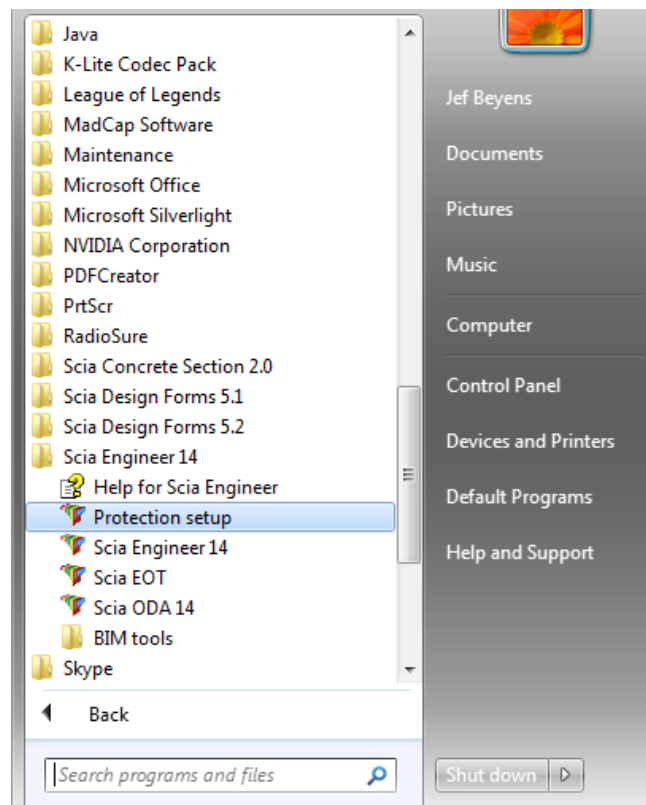 Java
K-Lite Codec Pack
League of Legends
MadCap Software
Maintenance
Microsoft Office
Microsoft Silverlight
NVIDIA Corporation
PDFCreator
PrtScr
RadioSure
Scia Concrete Section 2.0
Scia Design Forms 5.1
Scia Design Forms 5.2
Scia Engineer 14
Help for Scia Engineer
Protection setup
Scia Engineer 14
Scia EOT
Scia ODA 14
BIM tools
Skype
Back
Search programs and files
Jef Beyens
Documents
Pictures
Music
Computer
Control Panel
Devices and Printers
Default Programs
Help and Support
Shut down